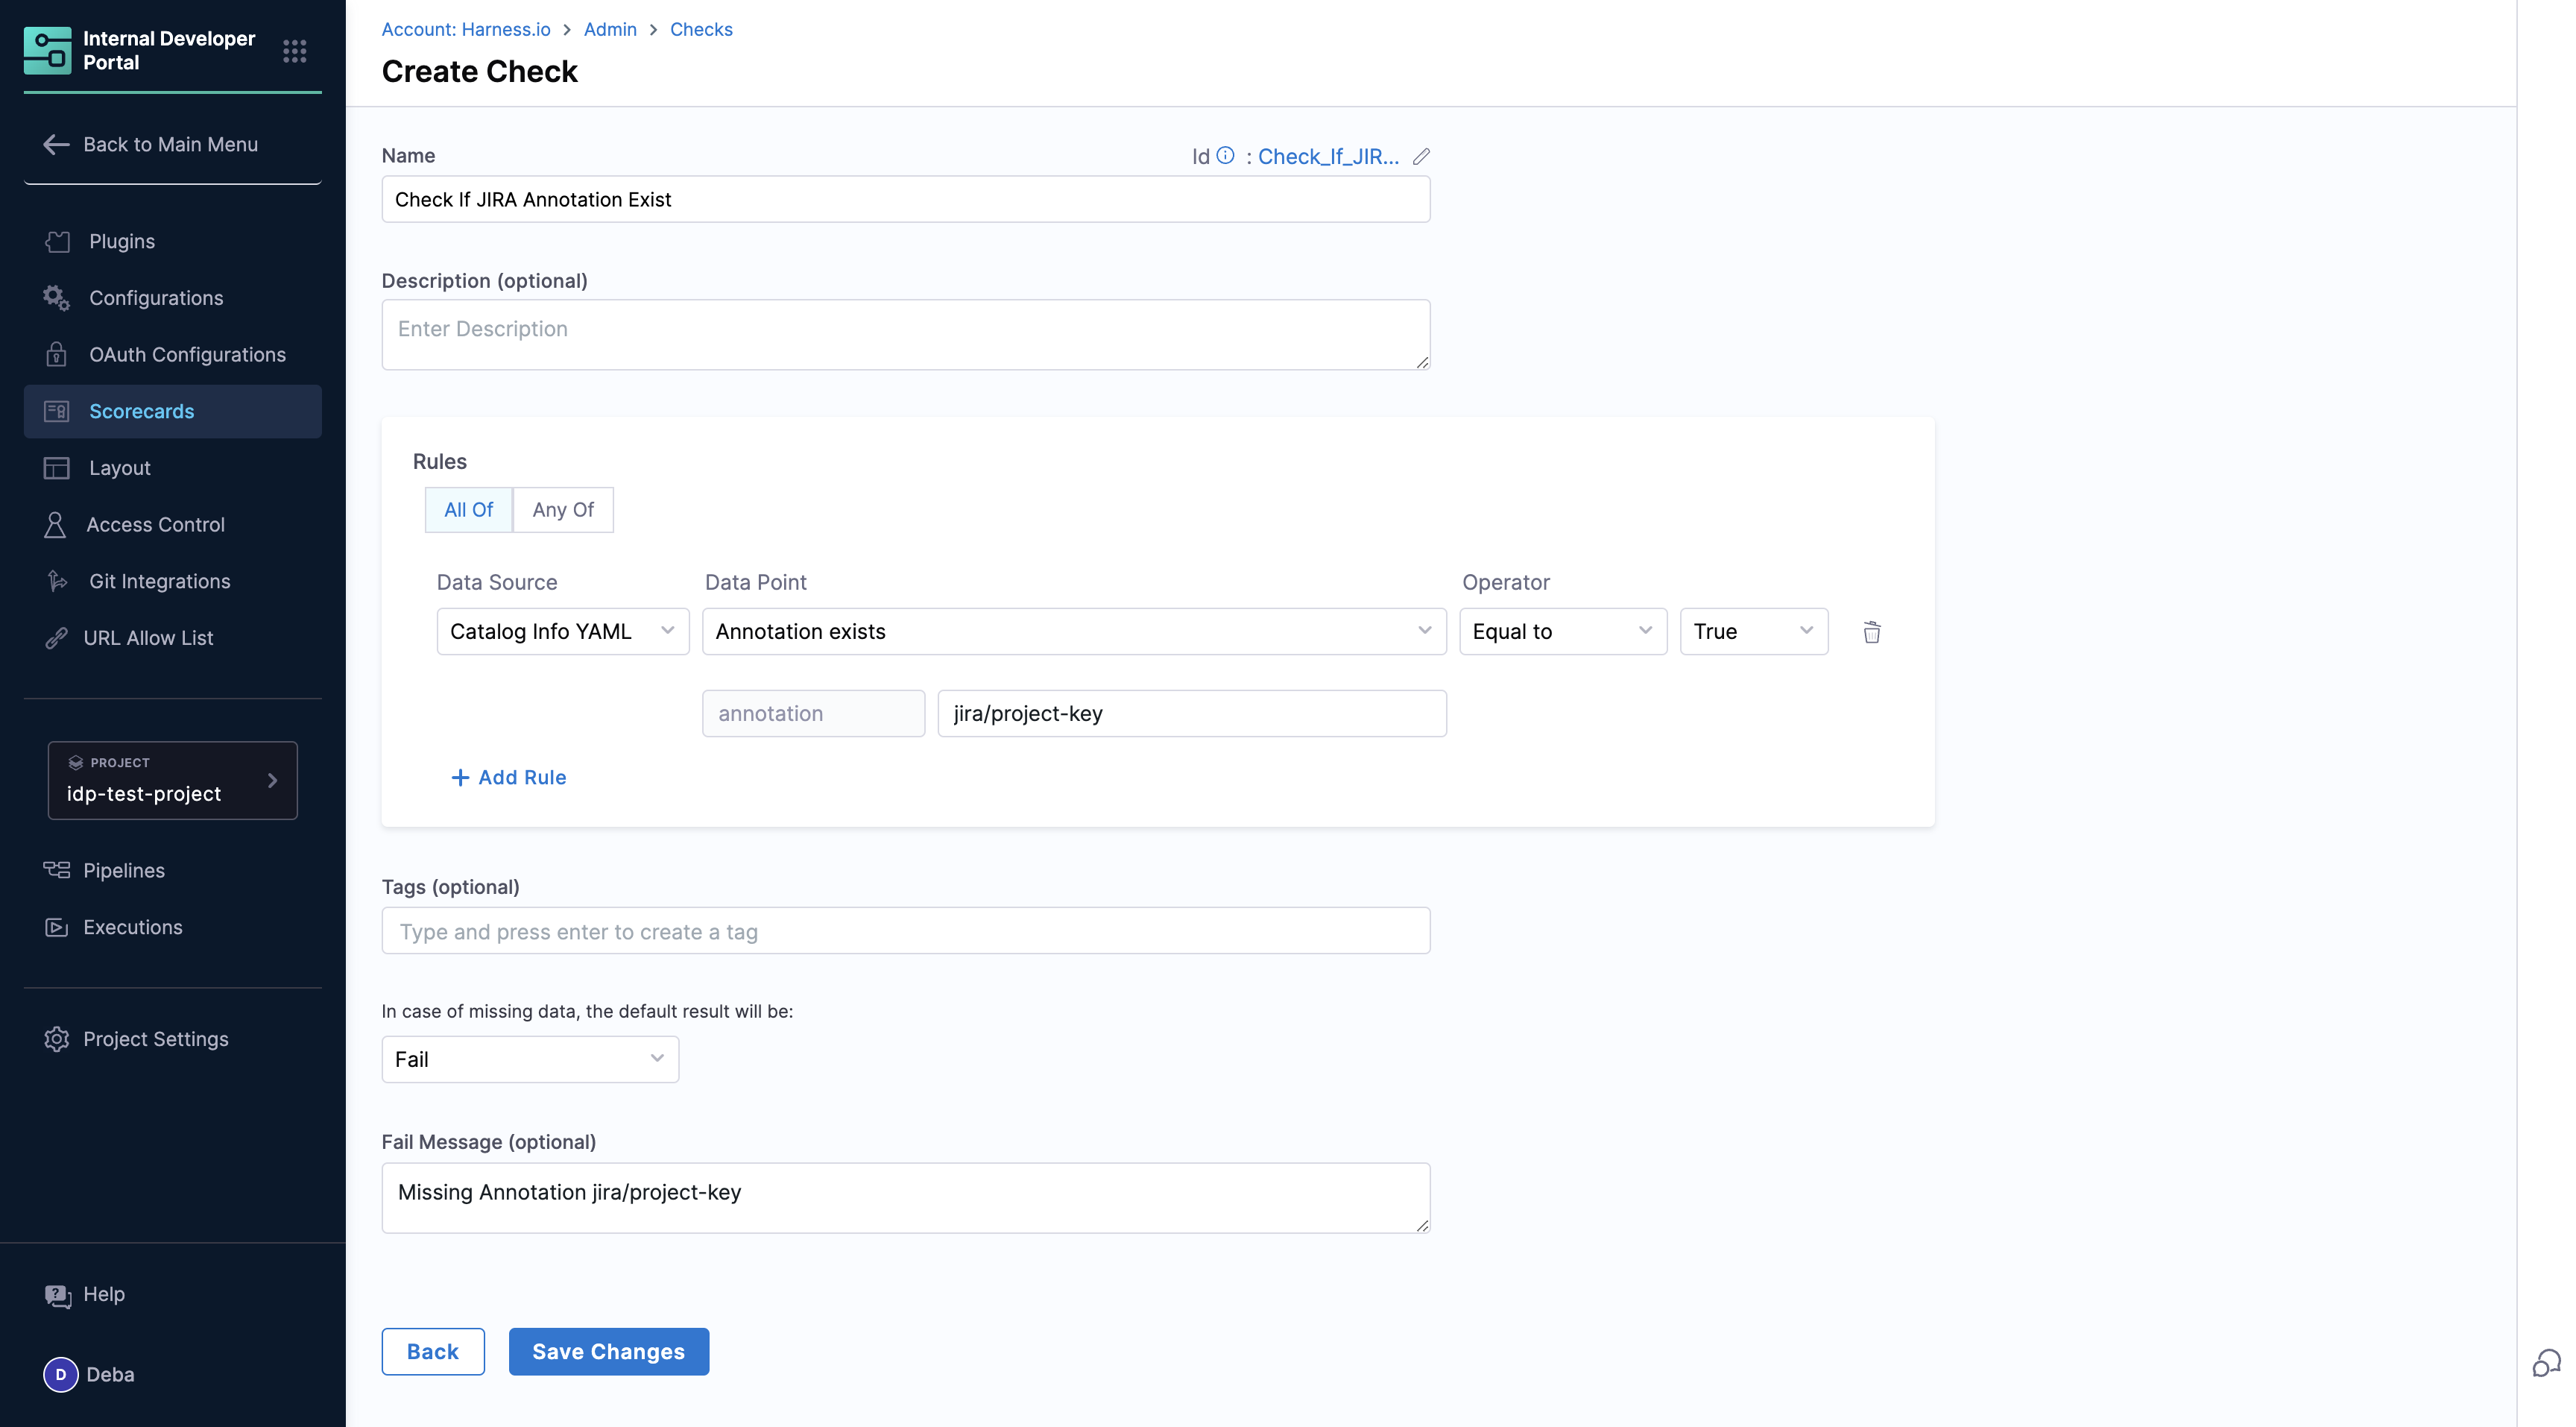 Internal Developer
Portal
Back to Main Menu
Plugins
Configurations
OAuth Configurations
Scorecards
Layout
Access Control
Git Integrations
URL Allow List
PROJECT
idp-test-project
Pipelines
Executions
Project Settings
Help
D Deba
Account: Harness.io > Admin > Checks
Create Check
Name Id : Check_If_JIR...
Check If JIRA Annotation Exist
Description (optional)
Enter Description
Rules
All Of Any Of
Data Source Data Point Operator
Catalog Info YAML Annotation exists Equal to True
annotation jira/project-key
+ Add Rule
Tags (optional)
Type and press enter to create a tag
In case of missing data, the default result will be:
Fail
Fail Message (optional)
Missing Annotation jira/project-key
Back Save Changes